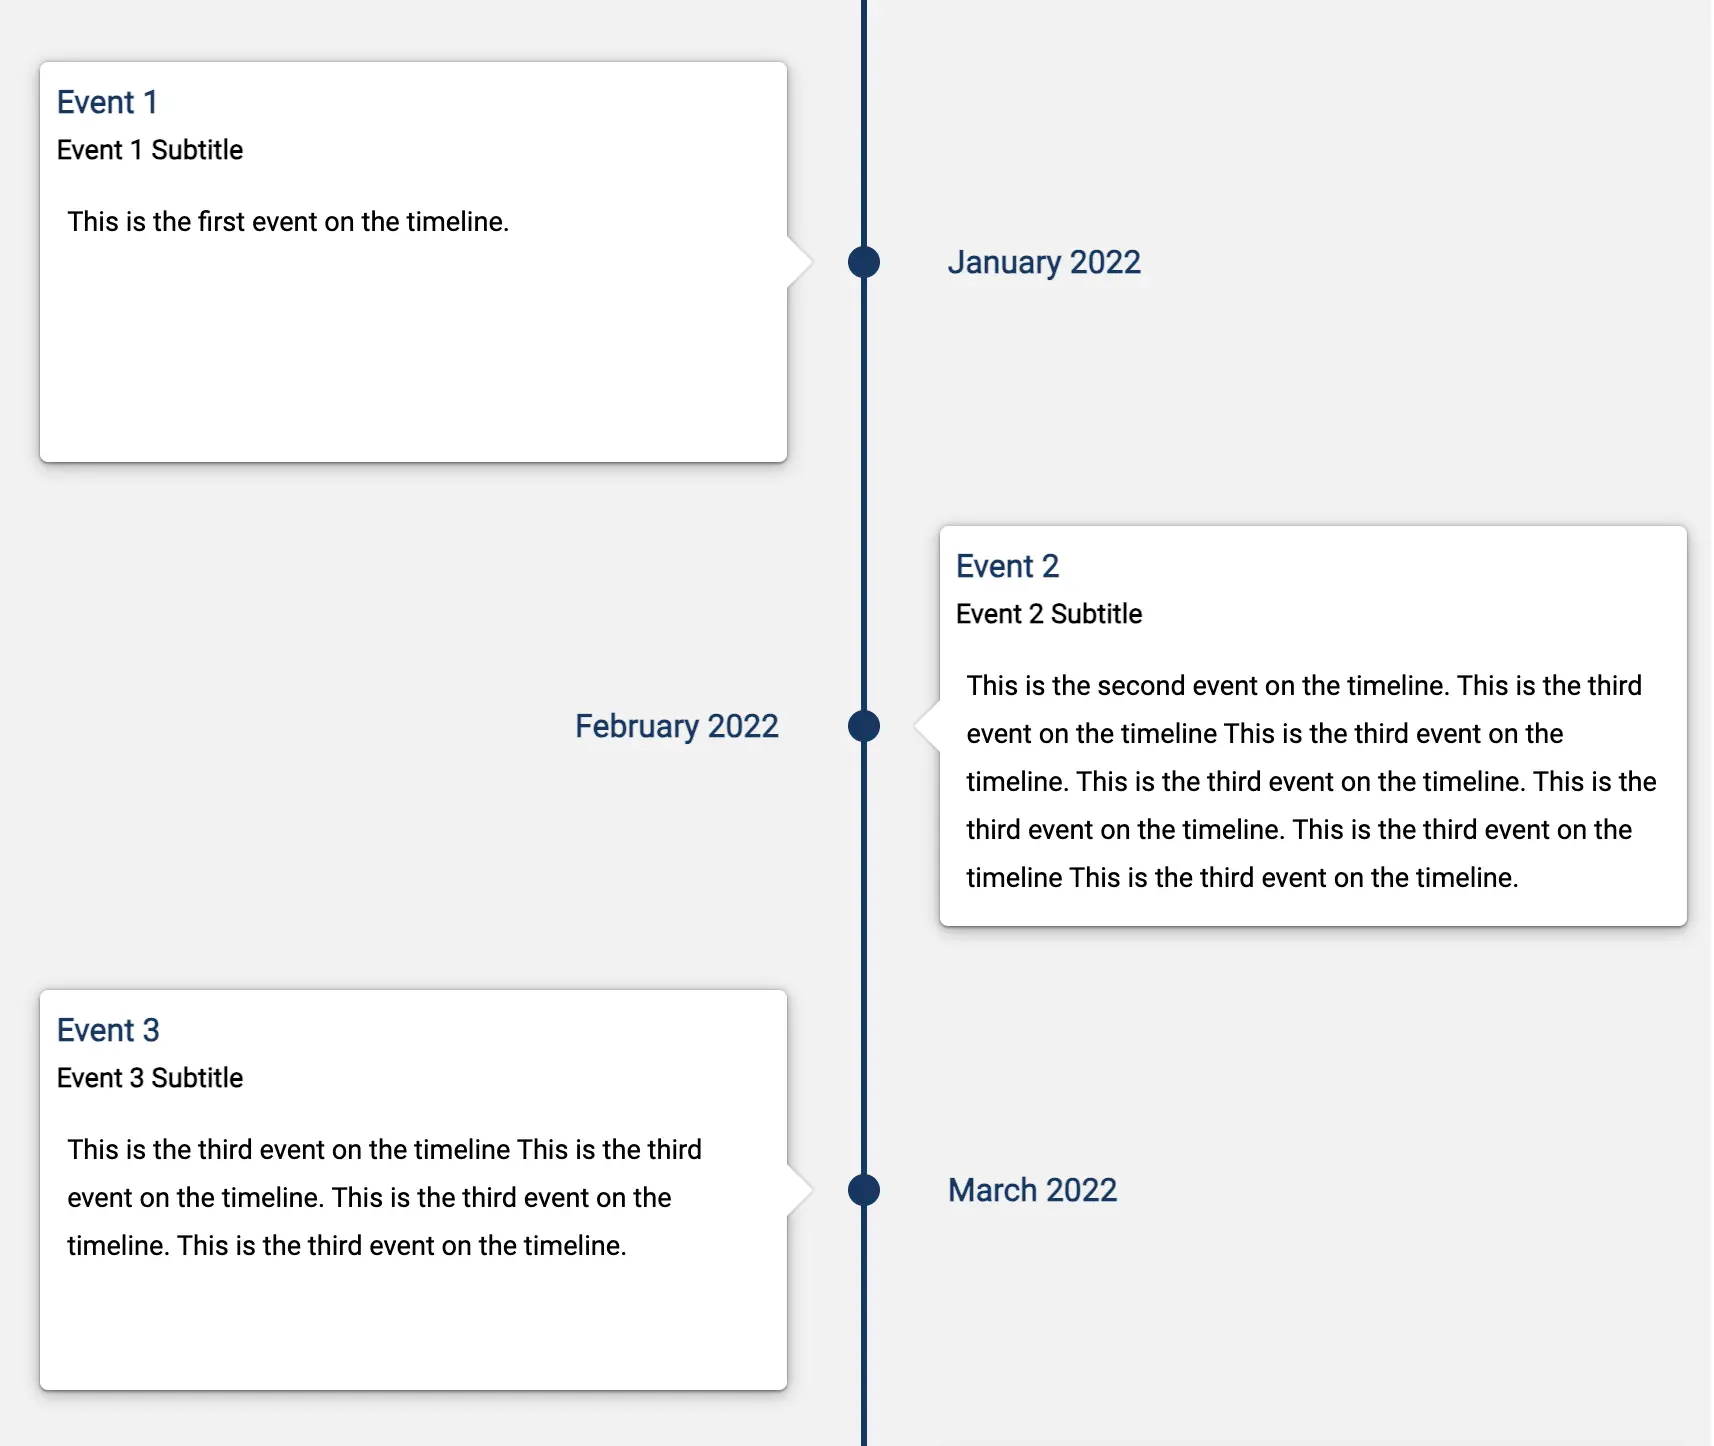 Event 1
Event 1 Subtitle
This is the first event on the timeline.
January 2022
Event 2
Event 2 Subtitle
This is the second event on the timeline. This is the third
event on the timeline This is the third event on the
timeline. This is the third event on the timeline. This is the
third event on the timeline. This is the third event on the
timeline This is the third event on the timeline.
February 2022
Event 3
Event 3 Subtitle
This is the third event on the timeline This is the third
event on the timeline. This is the third event on the
timeline. This is the third event on the timeline.
March 2022